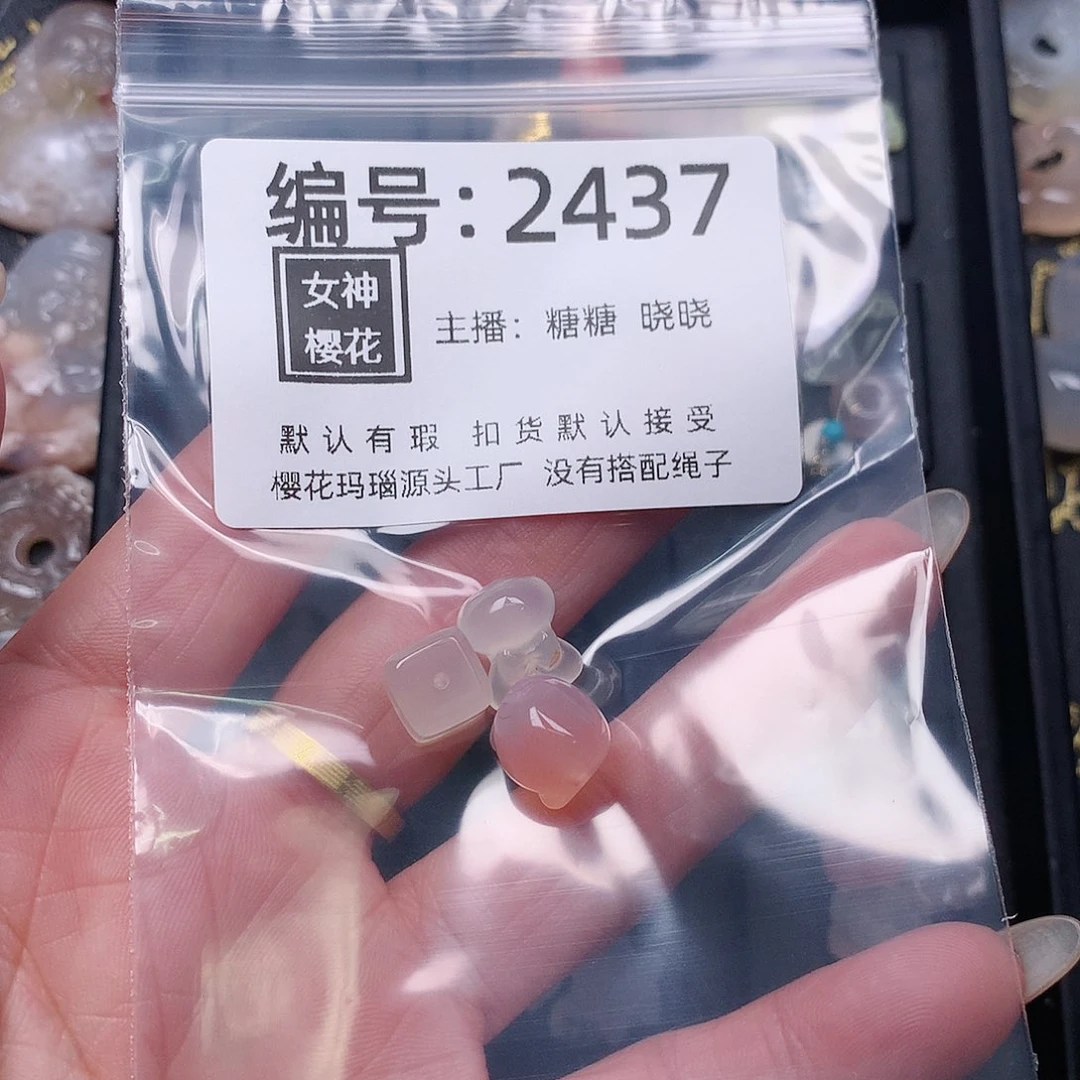 编号:2437
女神
樱花
主播：糖糖 晓晓
默认有瑕 扣货默认接受
樱花玛瑙源头工厂 没有搭配绳子